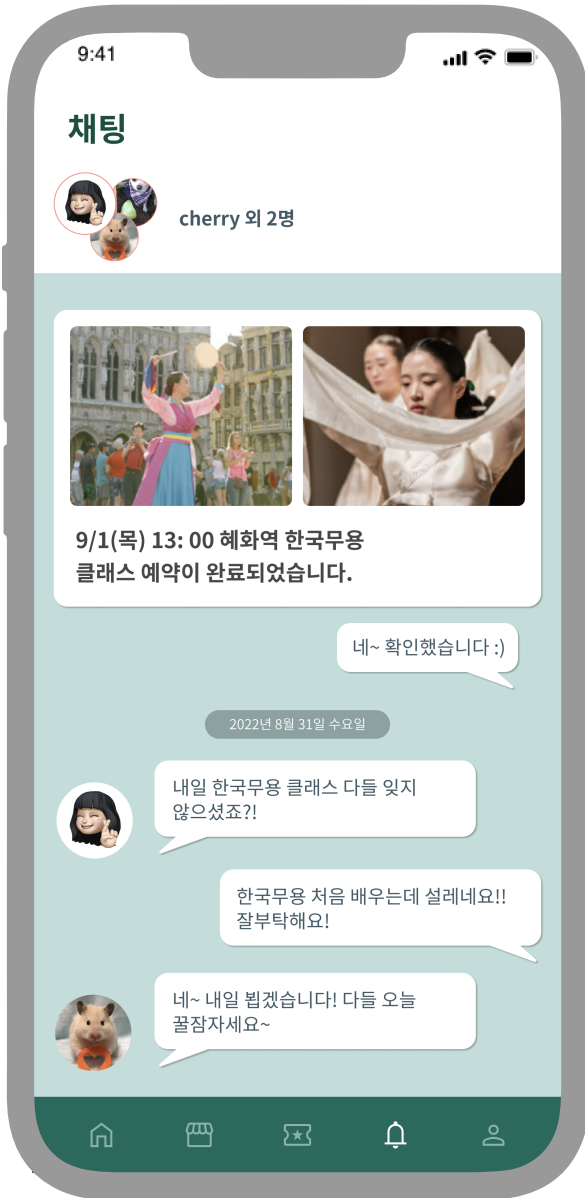 9:41
채팅
cherry 외 2명
9/1(목) 13: 00 혜화역 한국무용
클래스 예약이 완료되었습니다.
네~ 확인했습니다 :)
2022년 8월 31일 수요일
내일 한국무용 클래스 다들 잊지
않으셨죠?!
한국무용 처음 배우는데 설레네요!!
잘부탁해요!
네~ 내일 뵙겠습니다! 다들 오늘
꿀잠자세요~